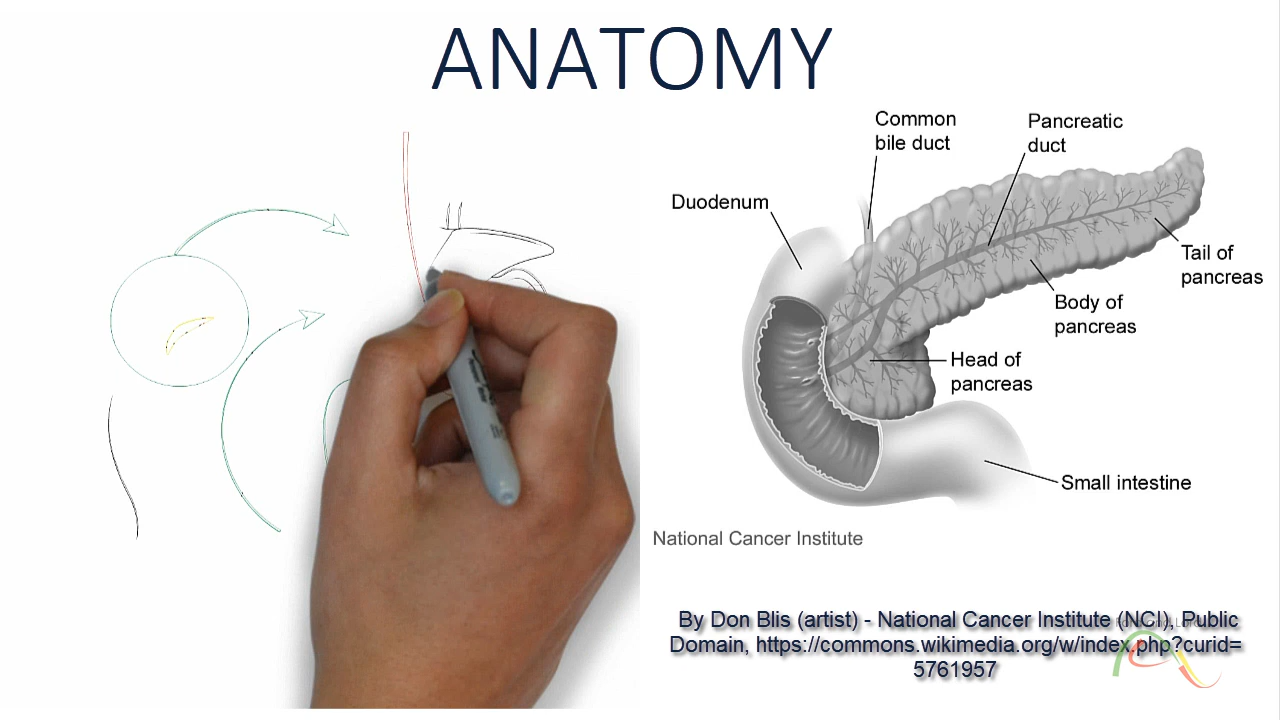 ANATOMY
Common
bile duct
Pancreatic
duct
Duodenum
Tail of
pancreas
Body of
pancreas
Head of
pancreas
Small intestine
National Cancer Institute
By Don Blis (artist) - National Cancer Institute (NCI), Public
Domain, https://commons.wikimedia.org/w/index.php?curid=
5761957